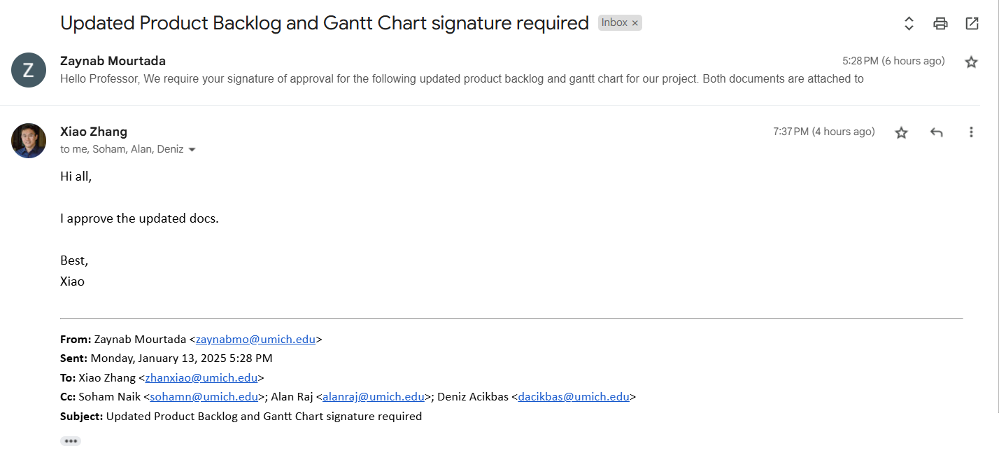 Updated Product Backlog and Gantt Chart signature required Inbox ×
Z
Zaynab Mourtada 5:28 PM (6 hours ago)
Hello Professor, We require your signature of approval for the following updated product backlog and gantt chart for our project. Both documents are attached to
Xiao Zhang 7:37 PM (4 hours ago)
to me, Soham, Alan, Deniz
Hi all,
I approve the updated docs.
Best,
Xiao
From: Zaynab Mourtada <zaynabmo@umich.edu>
Sent: Monday, January 13, 2025 5:28 PM
To: Xiao Zhang <zhanxiao@umich.edu>
Cc: Soham Naik <sohamn@umich.edu>; Alan Raj <alanraj@umich.edu>; Deniz Acikbas <dacikbas@umich.edu>
Subject: Updated Product Backlog and Gantt Chart signature required